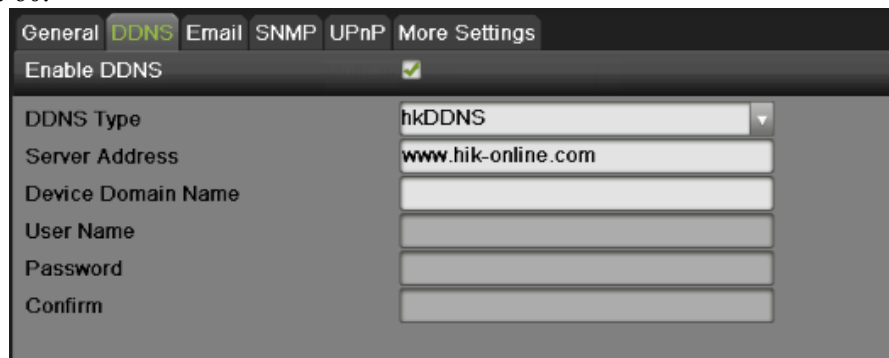 General DDNS Email SNMP UPnP More Settings
Enable DDNS
DDNS Type hkDDNS
Server Address www.hik-online.com
Device Domain Name
User Name
Password
Confirm